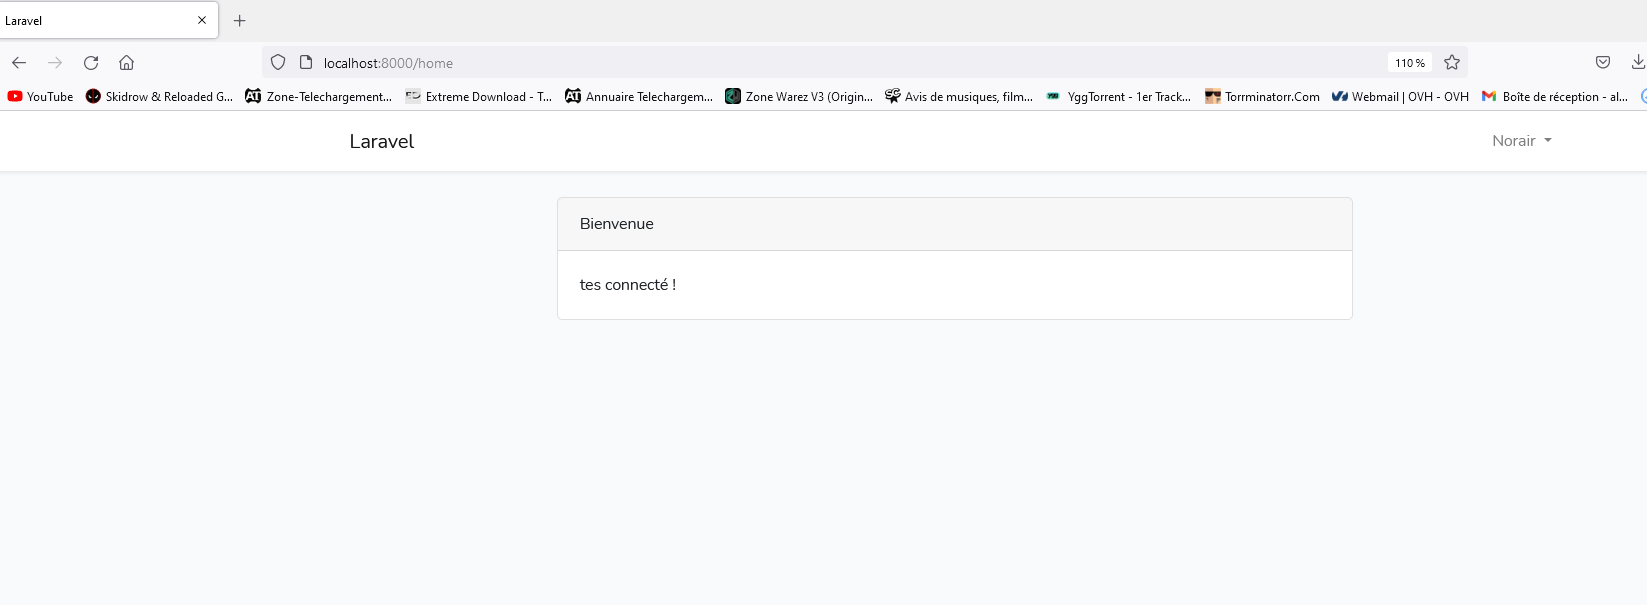 Laravel
localhost:8000/home
110 %
YouTube
Skidrow & Reloaded G...
Zone-Telechargement...
Extreme Download - T...
Annuaire Telechargem...
Zone Warez V3 (Origin...
Avis de musiques, film...
YggTorrent - 1er Track...
Torrminatorr.Com
Webmail | OVH - OVH
Boîte de réception - al...
Laravel
Norair
Bienvenue
tes connecté !